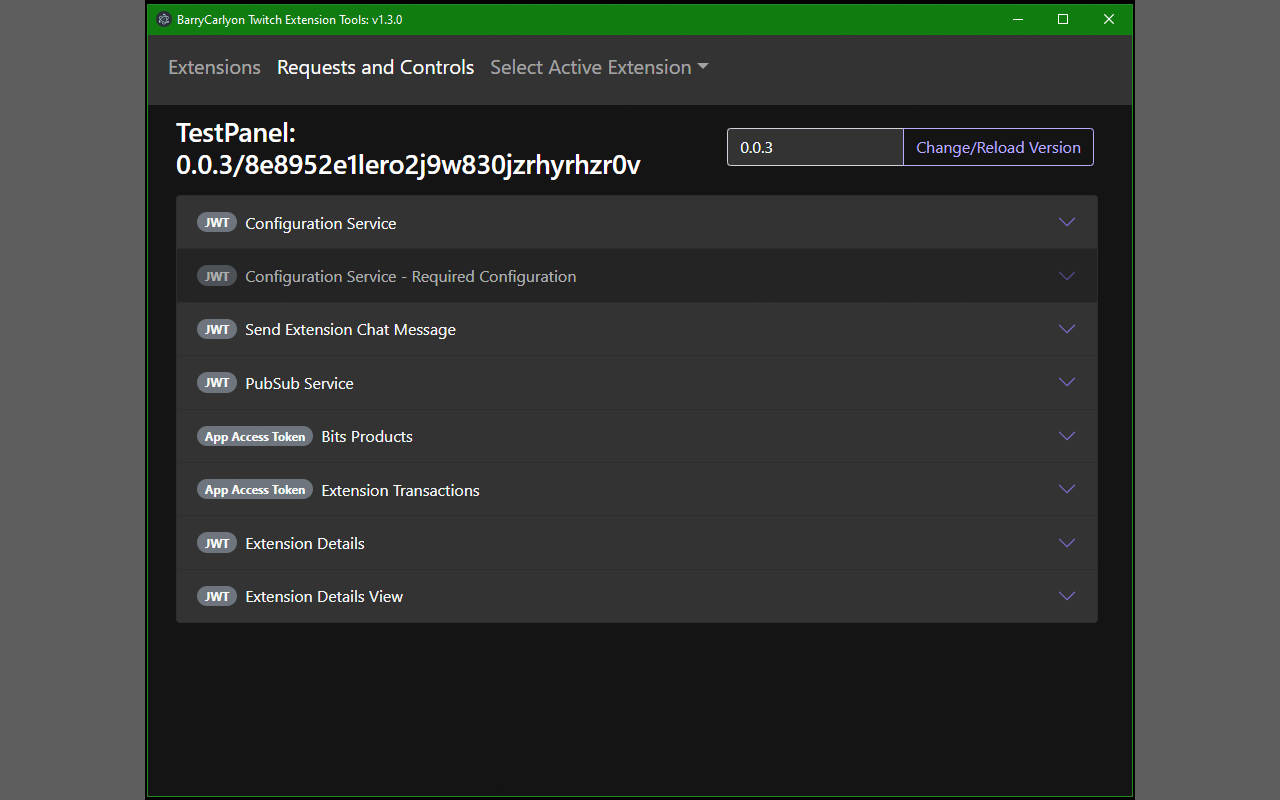 BarryCarlyon Twitch Extension Tools: v1.3.0
Extensions Requests and Controls Select Active Extension
TestPanel:
0.0.3/8e8952e1lero2j9w830jzrhyrhzr0v
0.0.3 Change/Reload Version
JWT Configuration Service
JWT Configuration Service - Required Configuration
JWT Send Extension Chat Message
JWT PubSub Service
App Access Token Bits Products
App Access Token Extension Transactions
JWT Extension Details
JWT Extension Details View